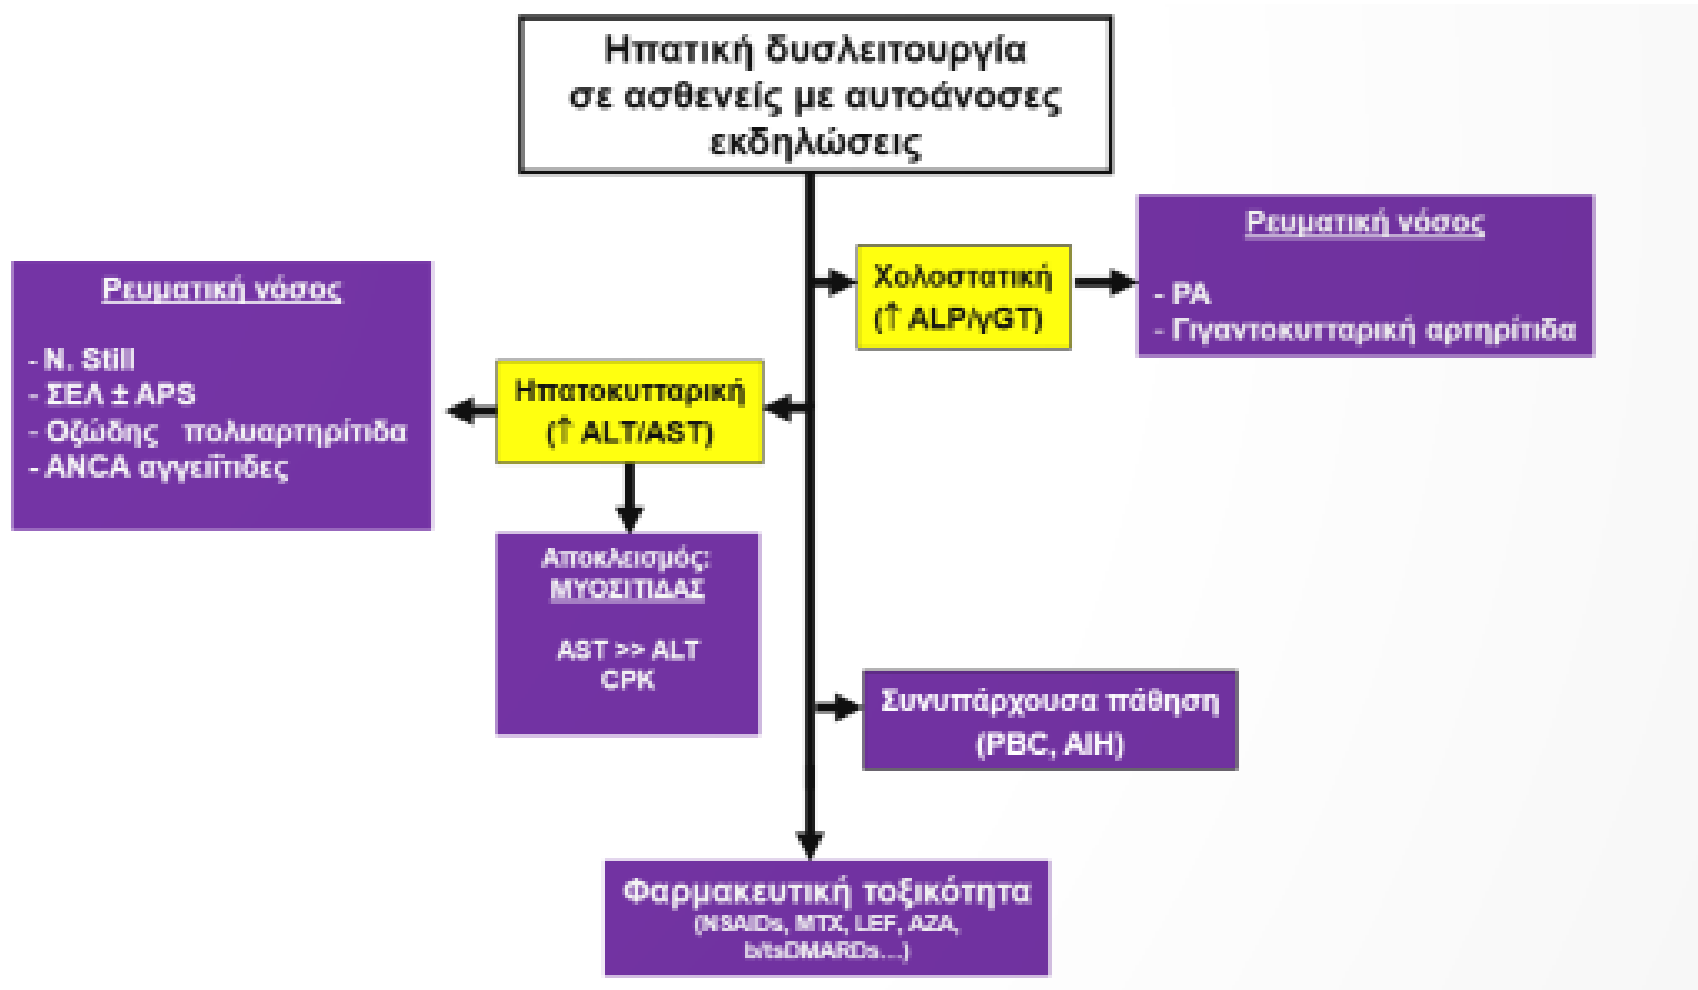 Ηπατική δυσλειτουργία
σε ασθενείς με αυτοάνοσες
εκδηλώσεις
Ρευματική νόσος
- ΡΑ
- Γιγαντοκυτταρική αρτηρίτιδα
Χολοστατική
(↑ ALP/γGT)
Ρευματική νόσος
- Ν. Still
- ΣΕΛ ± APS
- Οζώδης πολυαρτηρίτιδα
- ANCA αγγειΐτιδες
Ηπατοκυτταρική
(↑ ALT/AST)
Αποκλεισμός:
ΜΥΟΣΙΤΙΔΑΣ
AST >> ALT
CPK
Συνυπάρχουσα πάθηση
(PBC, AIH)
Φαρμακευτική τοξικότητα
(NSAIDs, MTX, LEF, AZA,
b/tsDMARDs...)